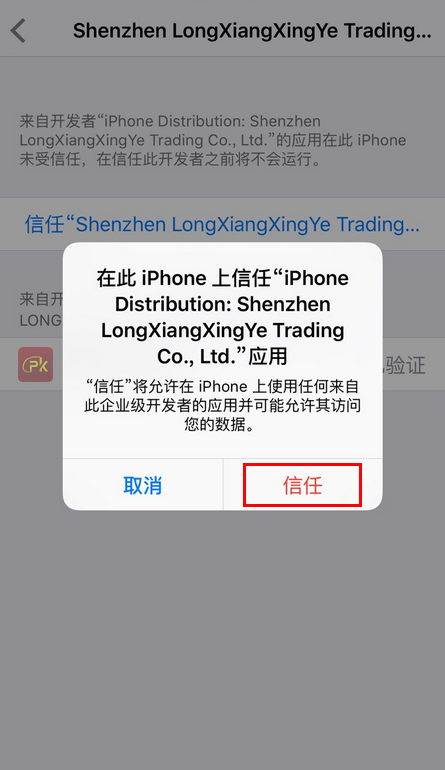 Shenzhen LongXiangXingYe Trading...
来自开发者“iPhone Distribution: Shenzhen
LongXiangXingYe Trading Co., Ltd.”的应用在此 iPhone
未受信任，在信任此开发者之前将不会运行。
信任“Shenzhen LongXiangXingYe Trading...
在此 iPhone 上信任“iPhone
Distribution: Shenzhen
LongXiangXingYe Trading
Co., Ltd.”应用
“信任”将允许在 iPhone 上使用任何来自
此企业级开发者的应用并可能允许其访问
您的数据。
取消
信任
来自开
LONG
PK
验证